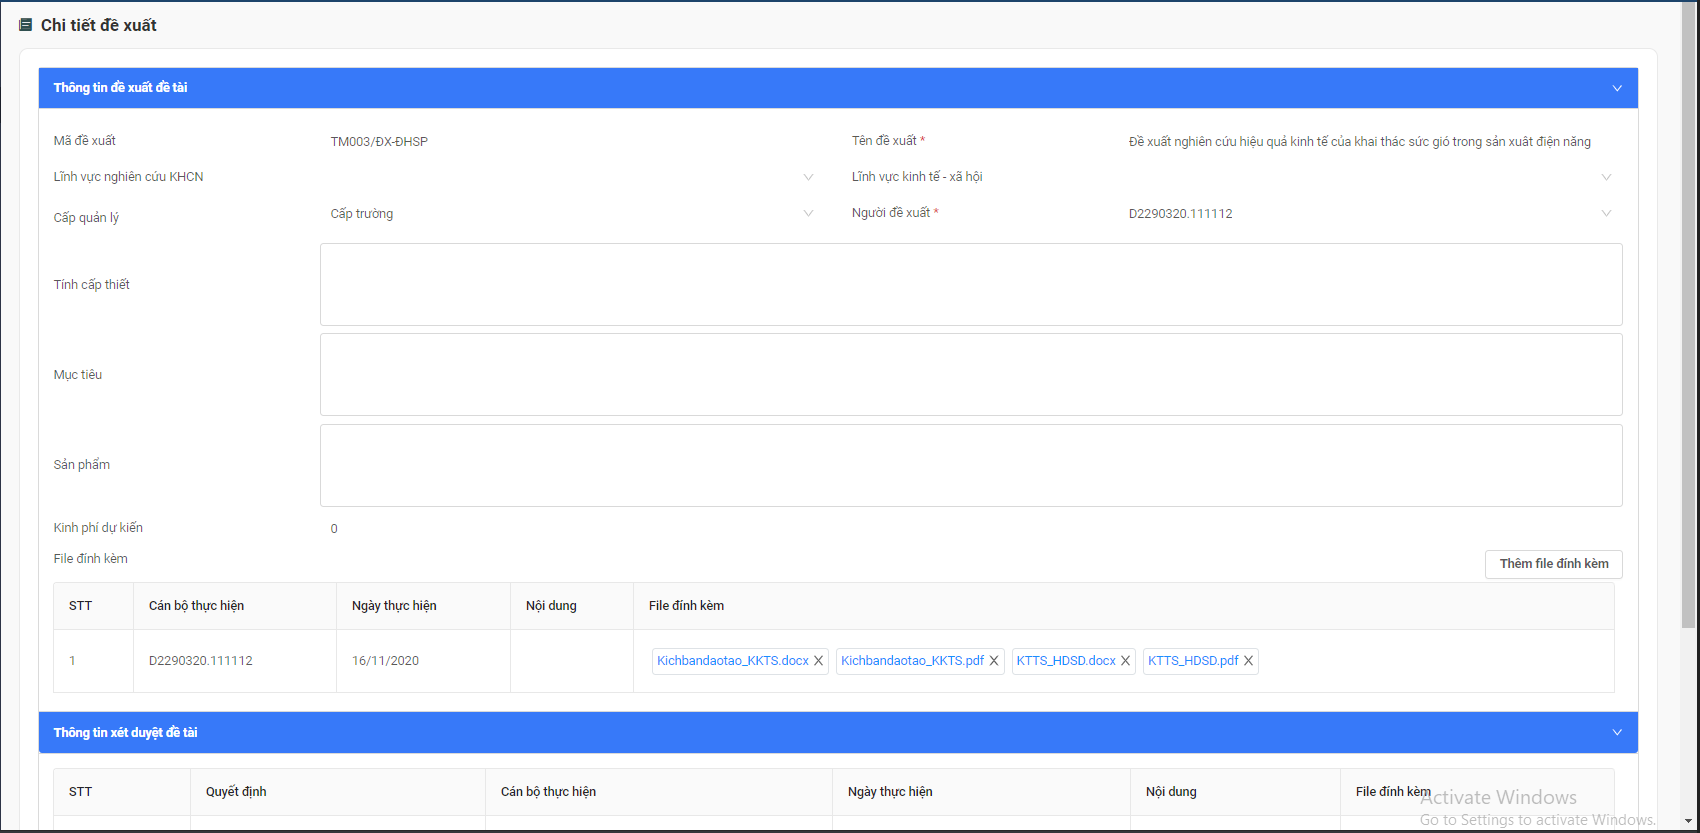 Chi tiết đề xuất
Thông tin đề xuất đề tài
Mã đề xuất TM003/ĐX-ĐHSP Tên đề xuất * Đề xuất nghiên cứu hiệu quả kinh tế của khai thác sức gió trong sản xuât điện năng
Lĩnh vực nghiên cứu KHCN Lĩnh vực kinh tế - xã hội
Cấp quản lý Cấp trường Người đề xuất * D2290320.111112
Tính cấp thiết
Mục tiêu
Sản phẩm
Kinh phí dự kiến 0
File đính kèm Thêm file đính kèm
STT Cán bộ thực hiện Ngày thực hiện Nội dung File đính kèm
1 D2290320.111112 16/11/2020 Kichbandaotao_KKTS.docx X Kichbandaotao_KKTS.pdf X KTTS_HDSD.docx X KTTS_HDSD.pdf X
Thông tin xét duyệt đề tài
STT Quyết định Cán bộ thực hiện Ngày thực hiện Nội dung File đính kèm
Activate Windows
Go to Settings to activate Windows.